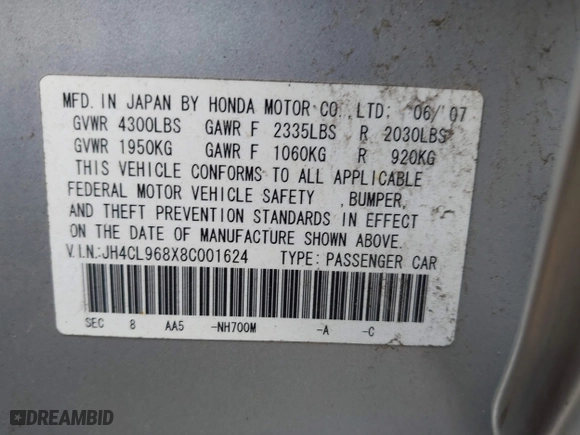 MFD. IN JAPAN BY HONDA MOTOR CO.,LTD: 06/'07
GVWR 4300LBS GAWR F 2335LBS R 2030LBS
GVWR 1950KG GAWR F 1060KG R 920KG
THIS VEHICLE CONFORMS TO ALL APPLICABLE
FEDERAL MOTOR VEHICLE SAFETY ,BUMPER,
AND THEFT PREVENTION STANDARDS IN EFFECT
ON THE DATE OF MANUFACTURE SHOWN ABOVE.
V.I.N.:JH4CL968X8C001624 TYPE: PASSENGER CAR
SEC 8 AA5 -NH700M -A -C
DREAMBID